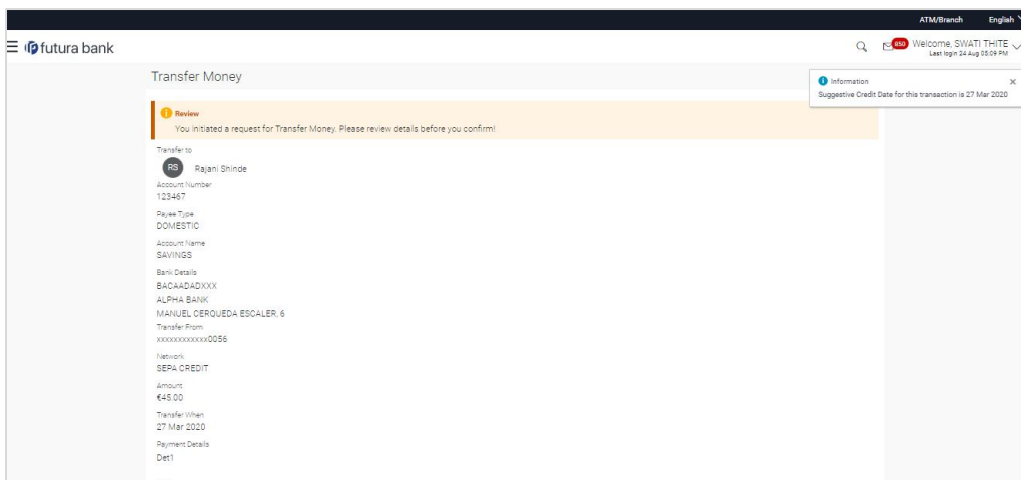 ATM/Branch English
futura bank
850 Welcome, SWATI THITE
Last login 24 Aug 05:09 PM
Transfer Money
Information
Suggestive Credit Date for this transaction is 27 Mar 2020
Review
You initiated a request for Transfer Money. Please review details before you confirm!
Transfer to
RS Rajani Shinde
Account Number
123467
Payee Type
DOMESTIC
Account Name
SAVINGS
Bank Details
BACAADADXXX
ALPHA BANK
MANUEL CERQUEDA ESCALER, 6
Transfer From
xxxxxxxxxxxx0056
Network
SEPA CREDIT
Amount
€45.00
Transfer When
27 Mar 2020
Payment Details
Det1